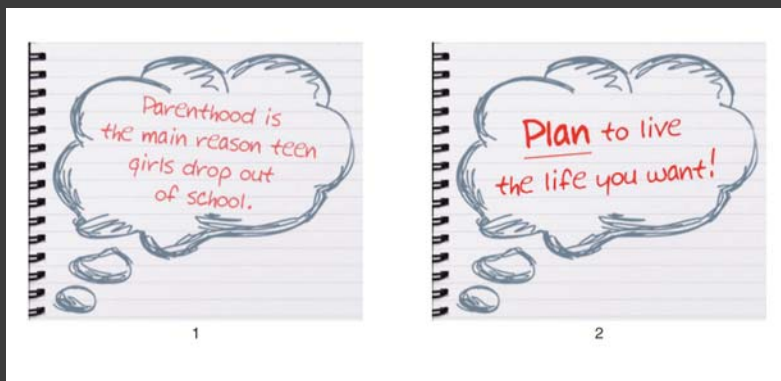 Parenthood is
the main reason teen
girls drop out
of school.
1
Plan to live
the life you want!
2